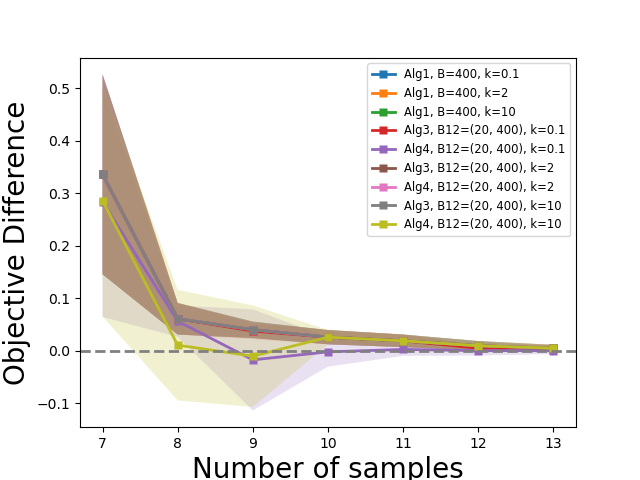 Objective Difference
0.5
0.4
0.3
0.2
0.1
0.0
−0.1
7 8 9 10 11 12 13
Number of samples
Alg1, B=400, k=0.1
Alg1, B=400, k=2
Alg1, B=400, k=10
Alg3, B12=(20, 400), k=0.1
Alg4, B12=(20, 400), k=0.1
Alg3, B12=(20, 400), k=2
Alg4, B12=(20, 400), k=2
Alg3, B12=(20, 400), k=10
Alg4, B12=(20, 400), k=10